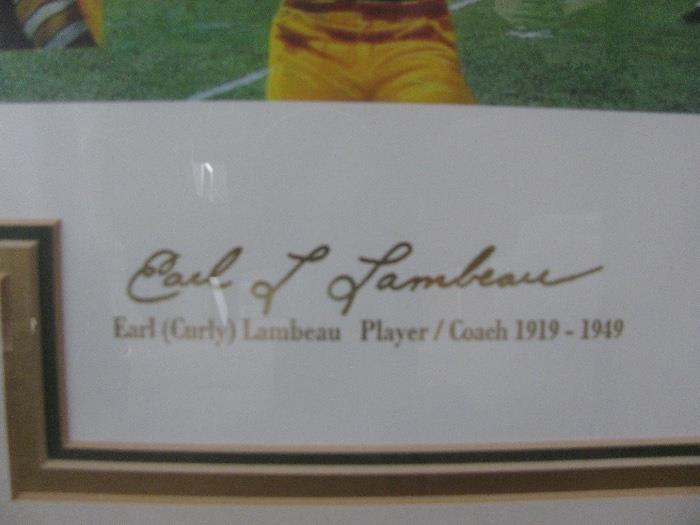 Earl L Lambeau
Earl (Curly) Lambeau Player / Coach 1919 - 1949